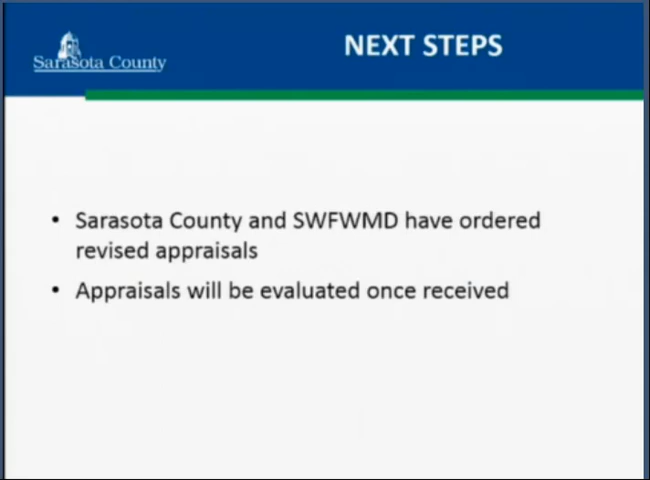 Sarasota County
NEXT STEPS
• Sarasota County and SWFWMD have ordered
revised appraisals
• Appraisals will be evaluated once received